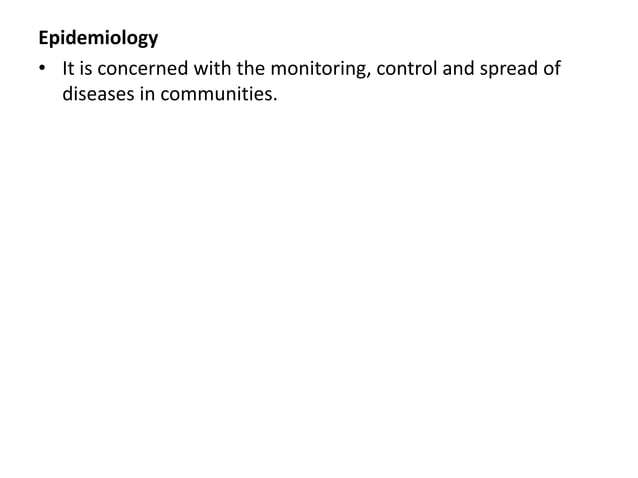 Epidemiology
• It is concerned with the monitoring, control and spread of
diseases in communities.